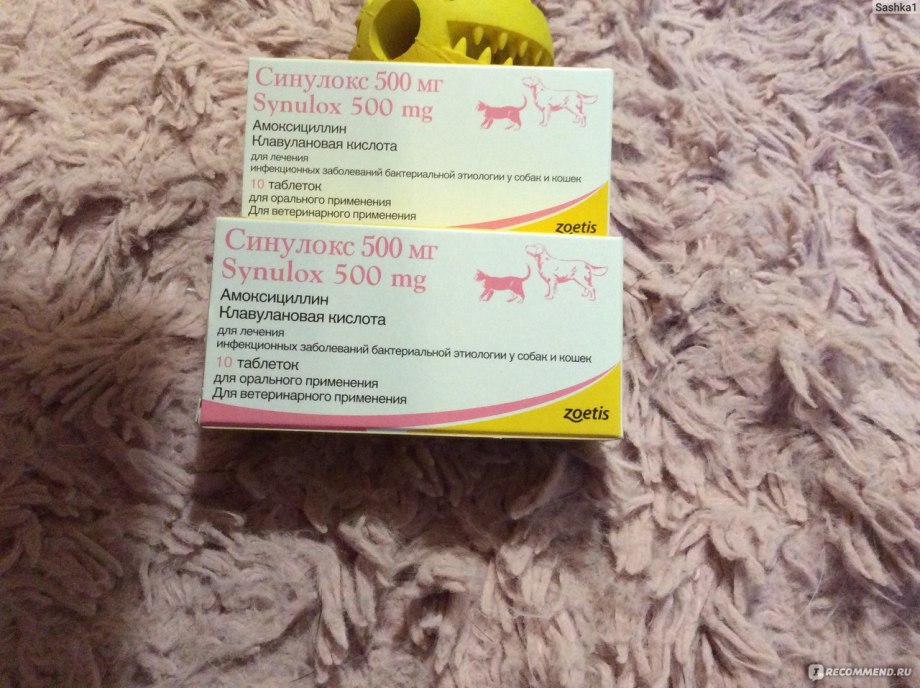 Sashka1
Синулокс 500 мг
Synulox 500 mg
Амоксициллин
Клавулановая кислота
для лечения
инфекционных заболеваний бактериальной этиологии у собак и кошек
10 таблеток
для орального применения
Для ветеринарного применения
zoetis
Синулокс 500 мг
Synulox 500 mg
Амоксициллин
Клавулановая кислота
для лечения
инфекционных заболеваний бактериальной этиологии у собак и кошек
10 таблеток
для орального применения
Для ветеринарного применения
zoetis
I RECOMMEND.RU